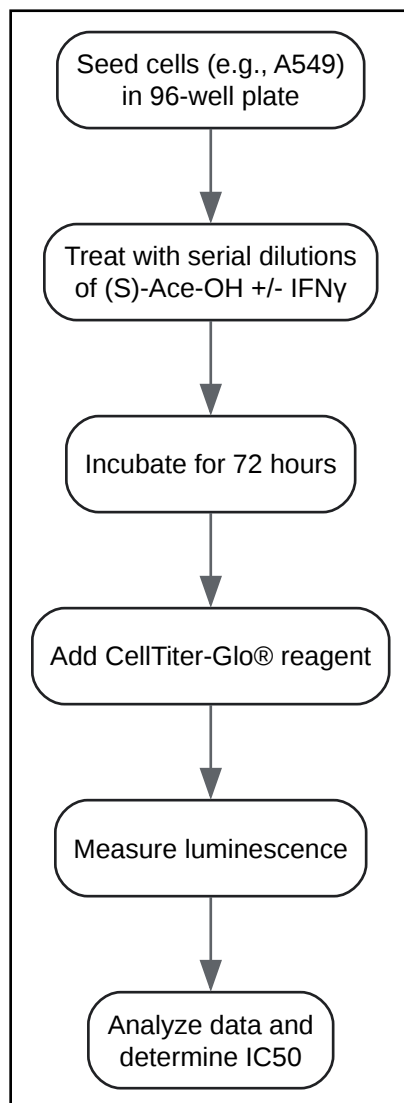 Seed cells (e.g., A549)
in 96-well plate
Treat with serial dilutions
of (S)-Ace-OH +/- IFNγ
Incubate for 72 hours
Add CellTiter-Glo® reagent
Measure luminescence
Analyze data and
determine IC50